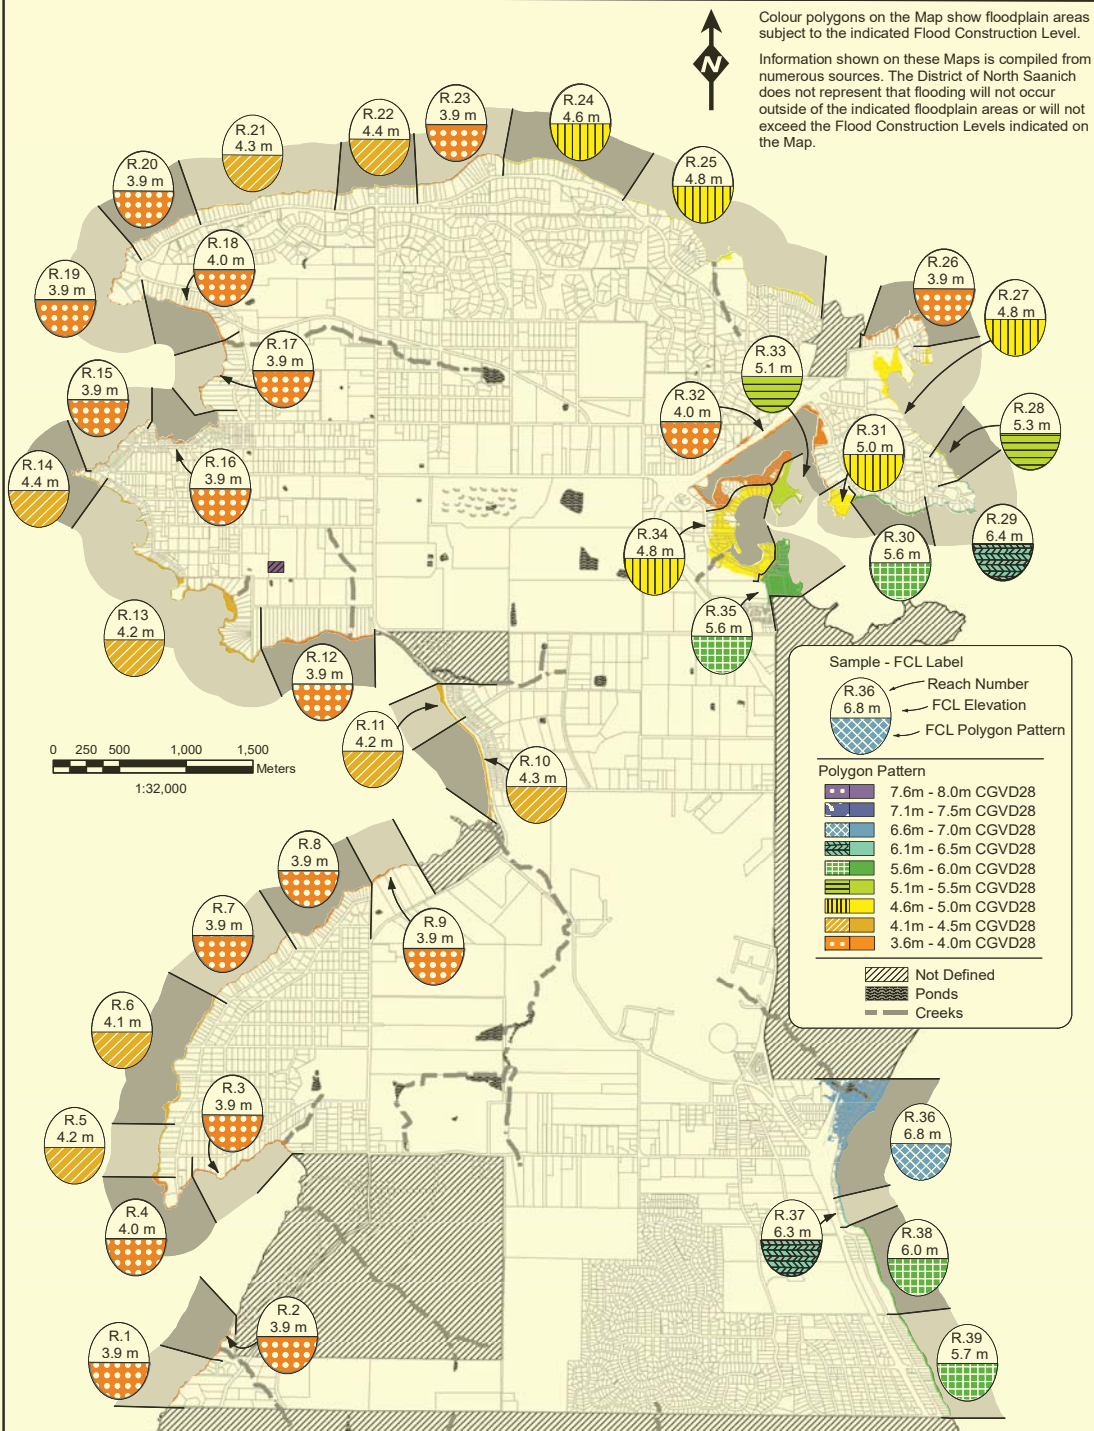 Colour polygons on the Map show floodplain areas
subject to the indicated Flood Construction Level.
Information shown on these Maps is compiled from
numerous sources. The District of North Saanich
does not represent that flooding will not occur
outside of the indicated floodplain areas or will not
exceed the Flood Construction Levels indicated on
the Map.
N
R.23
3.9 m
R.24
4.6 m
R.22
4.4 m
R.21
4.3 m
R.20
3.9 m
R.25
4.8 m
R.18
4.0 m
R.19
3.9 m
R.26
3.9 m
R.27
4.8 m
R.17
3.9 m
R.33
5.1 m
R.15
3.9 m
R.32
4.0 m
R.28
5.3 m
R.31
5.0 m
R.14
4.4 m
R.16
3.9 m
R.34
4.8 m
R.30
5.6 m
R.29
6.4 m
R.13
4.2 m
R.35
5.6 m
R.12
3.9 m
R.11
4.2 m
R.10
4.3 m
0 250 500 1,000 1,500
Meters
1:32,000
Sample - FCL Label
R.36
6.8 m
Reach Number
FCL Elevation
FCL Polygon Pattern
Polygon Pattern
7.6m - 8.0m CGVD28
7.1m - 7.5m CGVD28
6.6m - 7.0m CGVD28
6.1m - 6.5m CGVD28
5.6m - 6.0m CGVD28
5.1m - 5.5m CGVD28
4.6m - 5.0m CGVD28
4.1m - 4.5m CGVD28
3.6m - 4.0m CGVD28
Not Defined
Ponds
Creeks
R.8
3.9 m
R.7
3.9 m
R.9
3.9 m
R.6
4.1 m
R.3
3.9 m
R.5
4.2 m
R.4
4.0 m
R.36
6.8 m
R.37
6.3 m
R.38
6.0 m
R.2
3.9 m
R.1
3.9 m
R.39
5.7 m